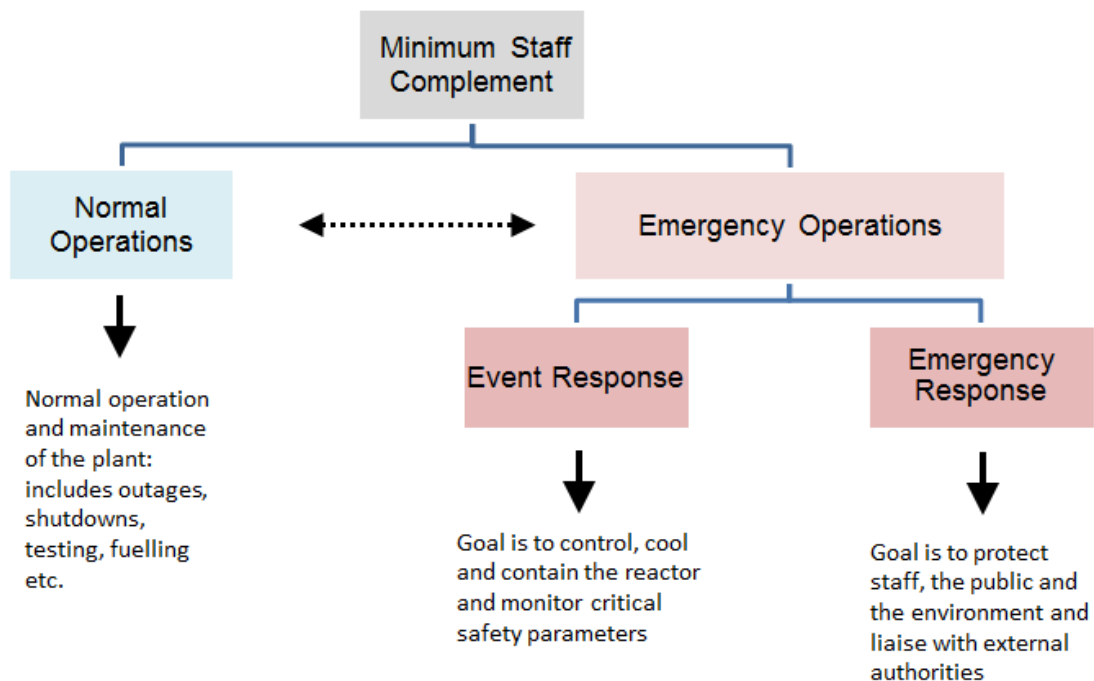 Minimum Staff
Complement
Normal
Operations
Emergency Operations
Event Response
Emergency
Response
Normal operation
and maintenance
of the plant:
includes outages,
shutdowns,
testing, fuelling
etc.
Goal is to control, cool
and contain the reactor
and monitor critical
safety parameters
Goal is to protect
staff, the public and
the environment and
liaise with external
authorities